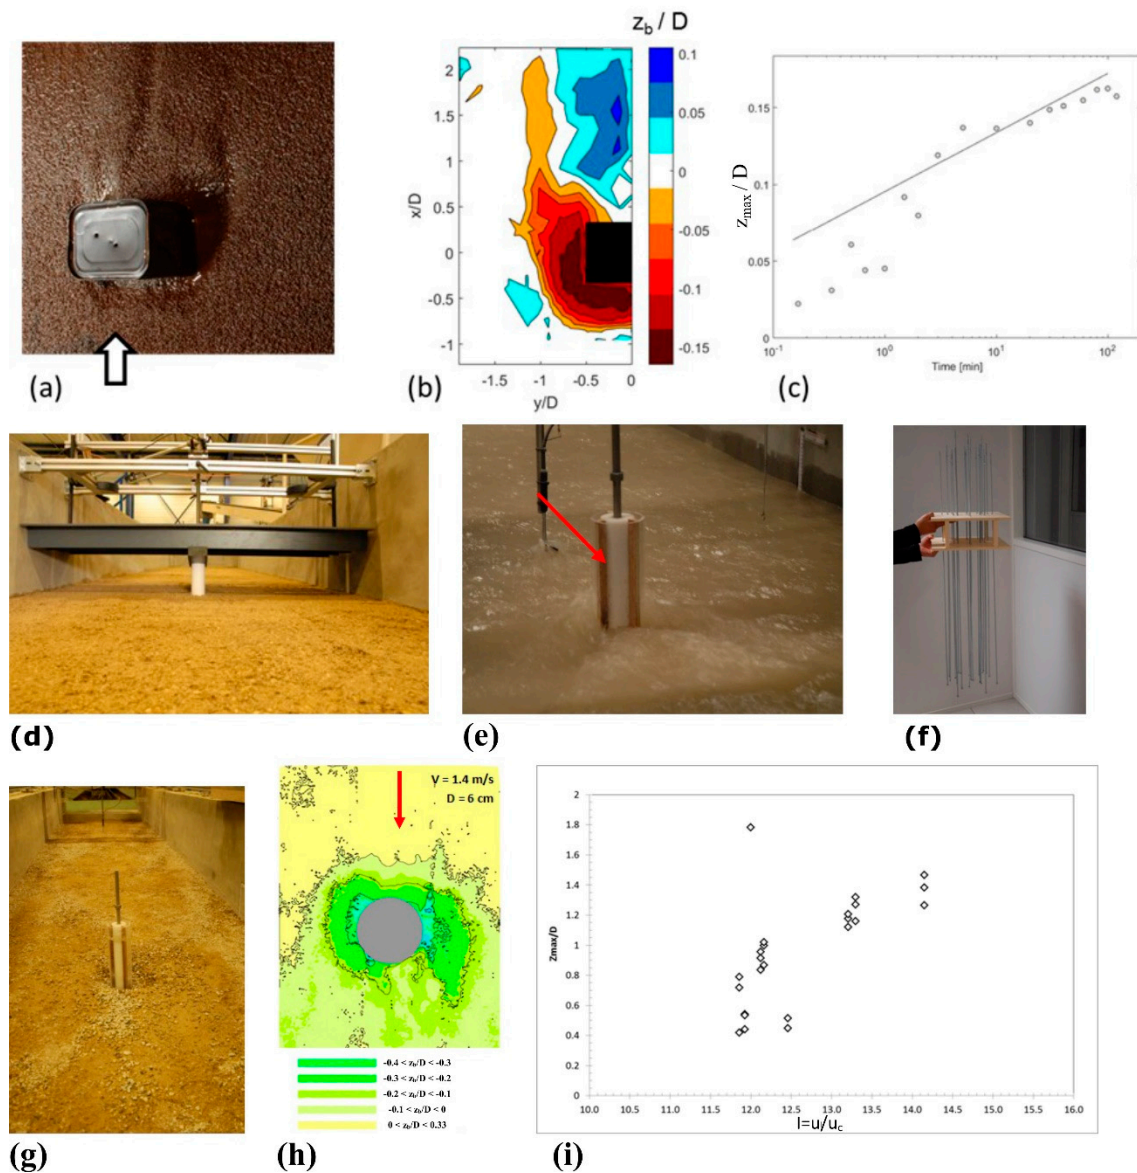 z_b / D
0.1
0.05
0
-0.05
-0.1
-0.15
2
1.5
1
0.5
0
-0.5
-1
x/D
-1.5 -1 -0.5 0
y/D
0.15
0.1
0.05
0
z_max / D
10^-1 10^0 10^1 10^2
Time [min]
(a)
(b)
(c)
(d)
(e)
(f)
V = 1.4 m/s
D = 6 cm
-0.4 < z_b/D < -0.3
-0.3 < z_b/D < -0.2
-0.2 < z_b/D < -0.1
-0.1 < z_b/D < 0
0 < z_b/D < 0.33
2
1.8
1.6
1.4
1.2
1
0.8
0.6
0.4
0.2
0
Zmax/D
10.0 10.5 11.0 11.5 12.0 12.5 13.0 13.5 14.0 14.5 15.0 15.5 16.0
I=u_i/u_c
(g)
(h)
(i)